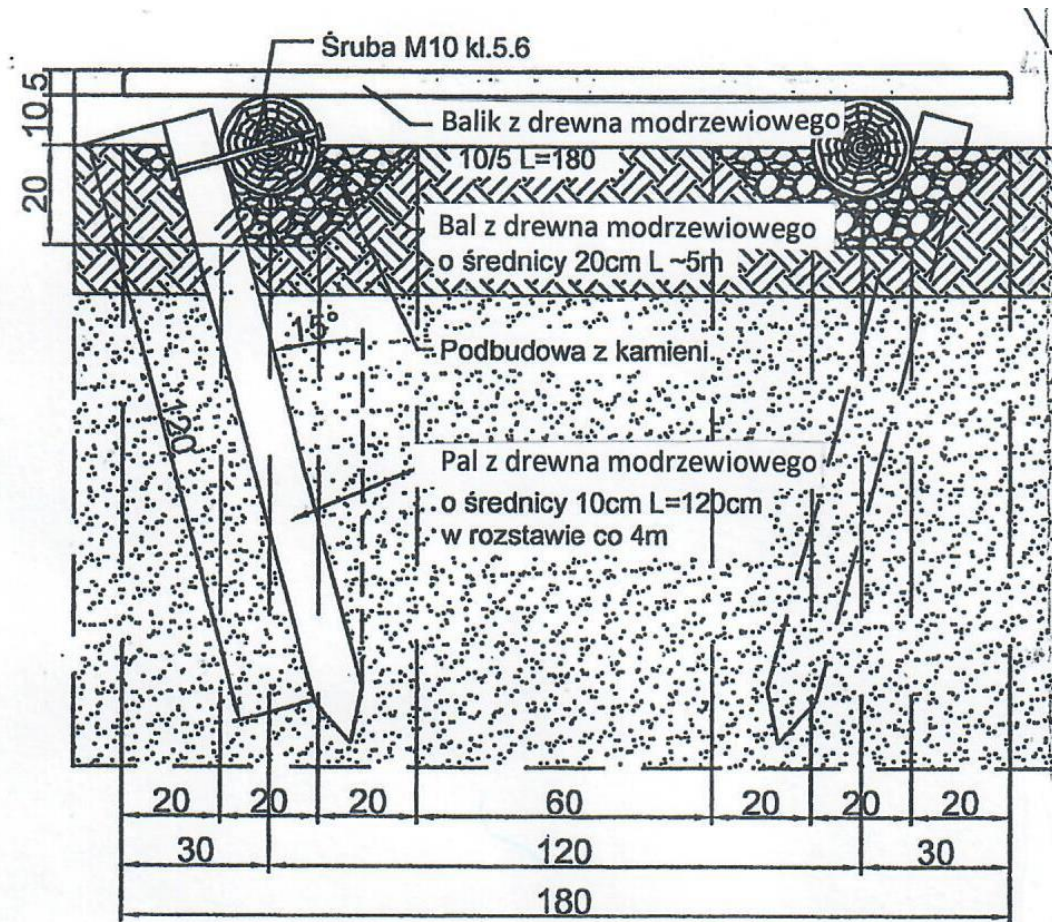 Śruba M10 kl.5.6
Balik z drewna modrzewiowego
10/5 L=180
Bal z drewna modrzewiowego
o średnicy 20cm L ~5m
Podbudowa z kamieni
Pal z drewna modrzewiowego
o średnicy 10cm L=120cm
w rozstawie co 4m
5
10
20
15°
120
20 20 20 60 20 20 20
30 120 30
180